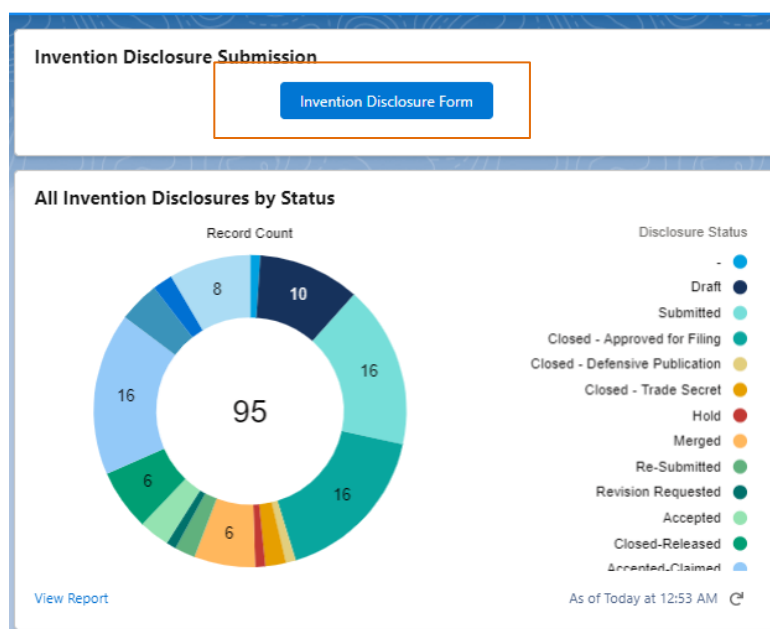 Invention Disclosure Submission
Invention Disclosure Form
All Invention Disclosures by Status
Record Count
95
10
16
16
6
6
16
8
Disclosure Status
-
Draft
Submitted
Closed - Approved for Filing
Closed - Defensive Publication
Closed - Trade Secret
Hold
Merged
Re-Submitted
Revision Requested
Accepted
Closed-Released
Accepted-Claimed
View Report
As of Today at 12:53 AM